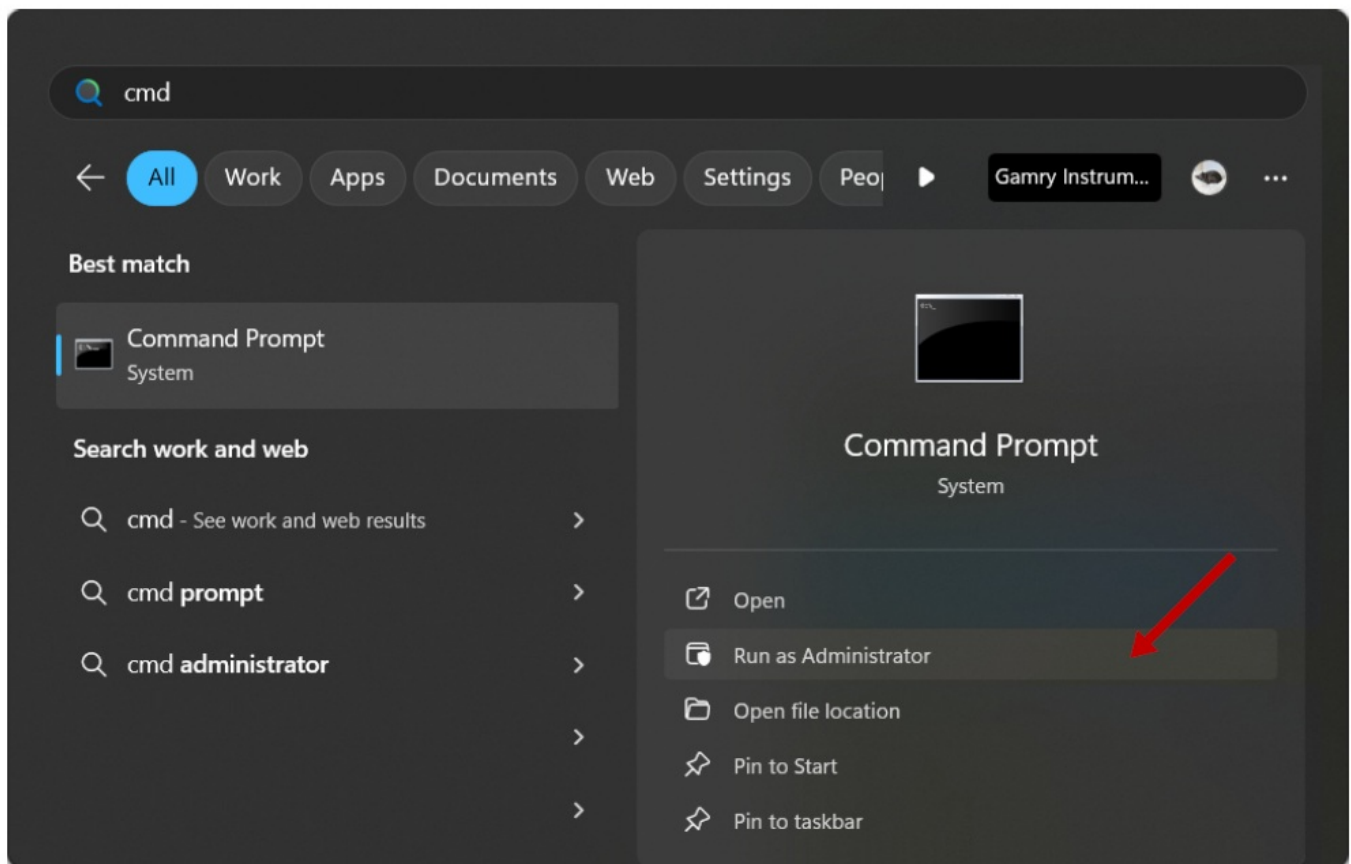 cmd
All Work Apps Documents Web Settings Gamry Instrum...
Best match
Command Prompt
System
Search work and web
cmd - See work and web results
cmd prompt
cmd administrator
Command Prompt
System
Open
Run as Administrator
Open file location
Pin to Start
Pin to taskbar